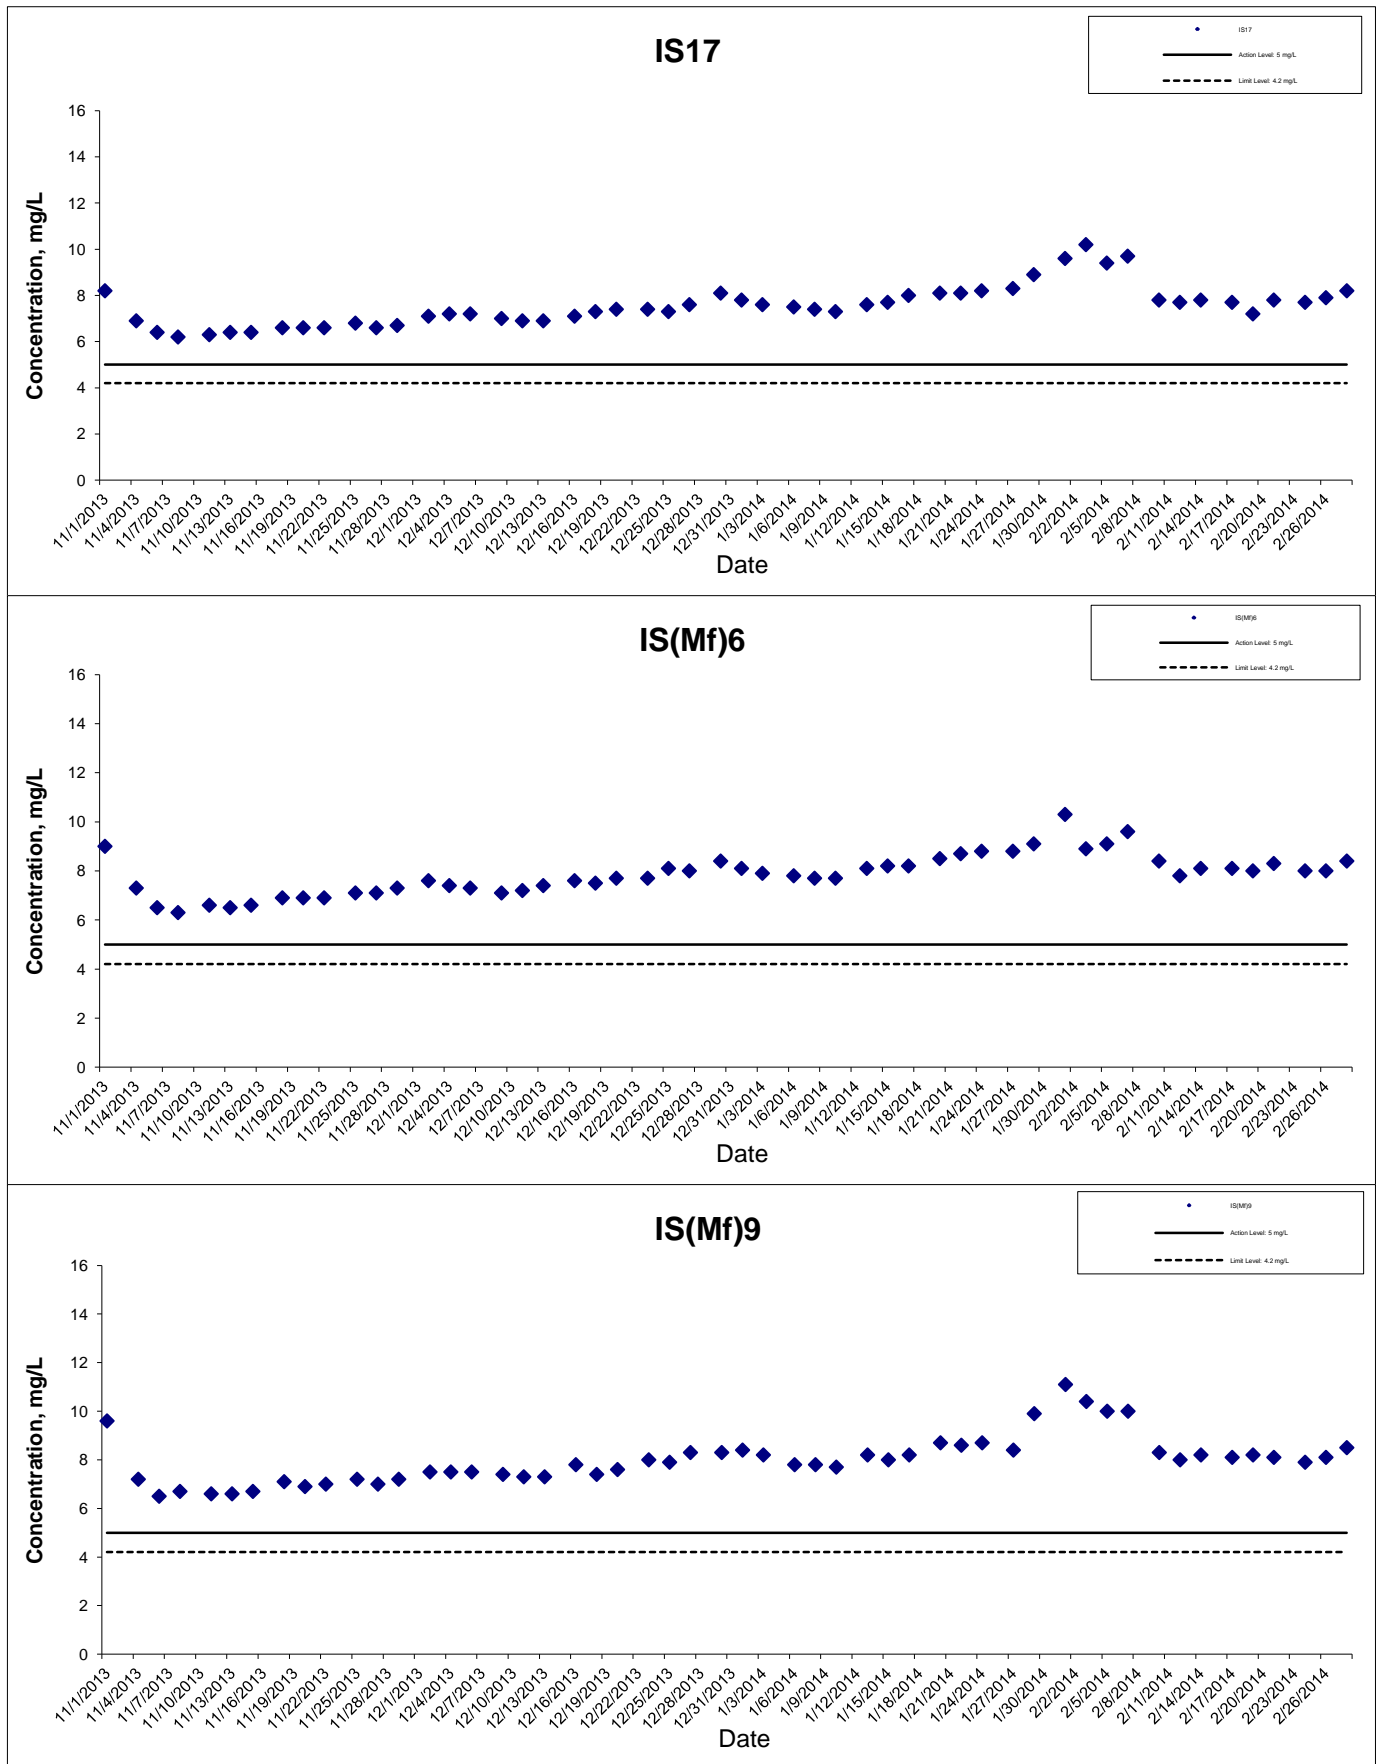 IS17
IS17
Action Level: 5 mg/L
Limit Level: 4.2 mg/L
Concentration, mg/L
16
14
12
10
8
6
4
2
0
11/1/2013 11/4/2013 11/7/2013 11/10/2013 11/13/2013 11/16/2013 11/19/2013 11/22/2013 11/25/2013 11/28/2013 12/1/2013 12/4/2013 12/7/2013 12/10/2013 12/13/2013 12/16/2013 12/19/2013 12/22/2013 12/25/2013 12/28/2013 12/31/2013 1/3/2014 1/6/2014 1/9/2014 1/12/2014 1/15/2014 1/18/2014 1/21/2014 1/24/2014 1/27/2014 1/30/2014 2/2/2014 2/5/2014 2/8/2014 2/11/2014 2/14/2014 2/17/2014 2/20/2014 2/23/2014 2/26/2014
Date
IS(Mf)6
IS(Mf)6
Action Level: 5 mg/L
Limit Level: 4.2 mg/L
Concentration, mg/L
16
14
12
10
8
6
4
2
0
11/1/2013 11/4/2013 11/7/2013 11/10/2013 11/13/2013 11/16/2013 11/19/2013 11/22/2013 11/25/2013 11/28/2013 12/1/2013 12/4/2013 12/7/2013 12/10/2013 12/13/2013 12/16/2013 12/19/2013 12/22/2013 12/25/2013 12/28/2013 12/31/2013 1/3/2014 1/6/2014 1/9/2014 1/12/2014 1/15/2014 1/18/2014 1/21/2014 1/24/2014 1/27/2014 1/30/2014 2/2/2014 2/5/2014 2/8/2014 2/11/2014 2/14/2014 2/17/2014 2/20/2014 2/23/2014 2/26/2014
Date
IS(Mf)9
IS(Mf)9
Action Level: 5 mg/L
Limit Level: 4.2 mg/L
Concentration, mg/L
16
14
12
10
8
6
4
2
0
11/1/2013 11/4/2013 11/7/2013 11/10/2013 11/13/2013 11/16/2013 11/19/2013 11/22/2013 11/25/2013 11/28/2013 12/1/2013 12/4/2013 12/7/2013 12/10/2013 12/13/2013 12/16/2013 12/19/2013 12/22/2013 12/25/2013 12/28/2013 12/31/2013 1/3/2014 1/6/2014 1/9/2014 1/12/2014 1/15/2014 1/18/2014 1/21/2014 1/24/2014 1/27/2014 1/30/2014 2/2/2014 2/5/2014 2/8/2014 2/11/2014 2/14/2014 2/17/2014 2/20/2014 2/23/2014 2/26/2014
Date